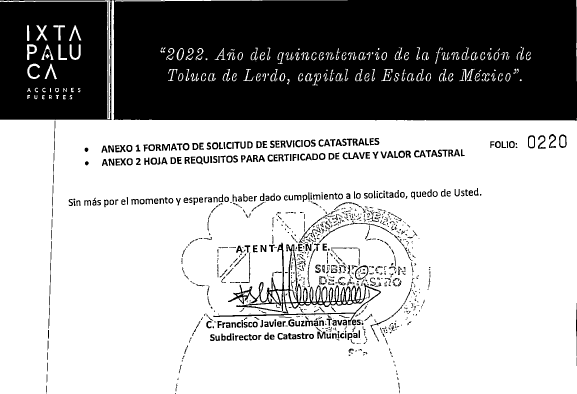 IXTA
PALU
CA
ACCIONES
FUERTES
“2022. Año del quincentenario de la fundación de
Toluca de Lerdo, capital del Estado de México”.
• ANEXO 1 FORMATO DE SOLICITUD DE SERVICIOS CATASTRALES
FOLIO: 0220
• ANEXO 2 HOJA DE REQUISITOS PARA CERTIFICADO DE CLAVE Y VALOR CATASTRAL
Sin más por el momento y esperando haber dado cumplimiento a lo solicitado, quedo de Usted.
ATENTAMENTE
SUBDIRECCIÓN
DE CATASTRO
C. Francisco Javier Guzmán Tavares.
Subdirector de Catastro Municipal